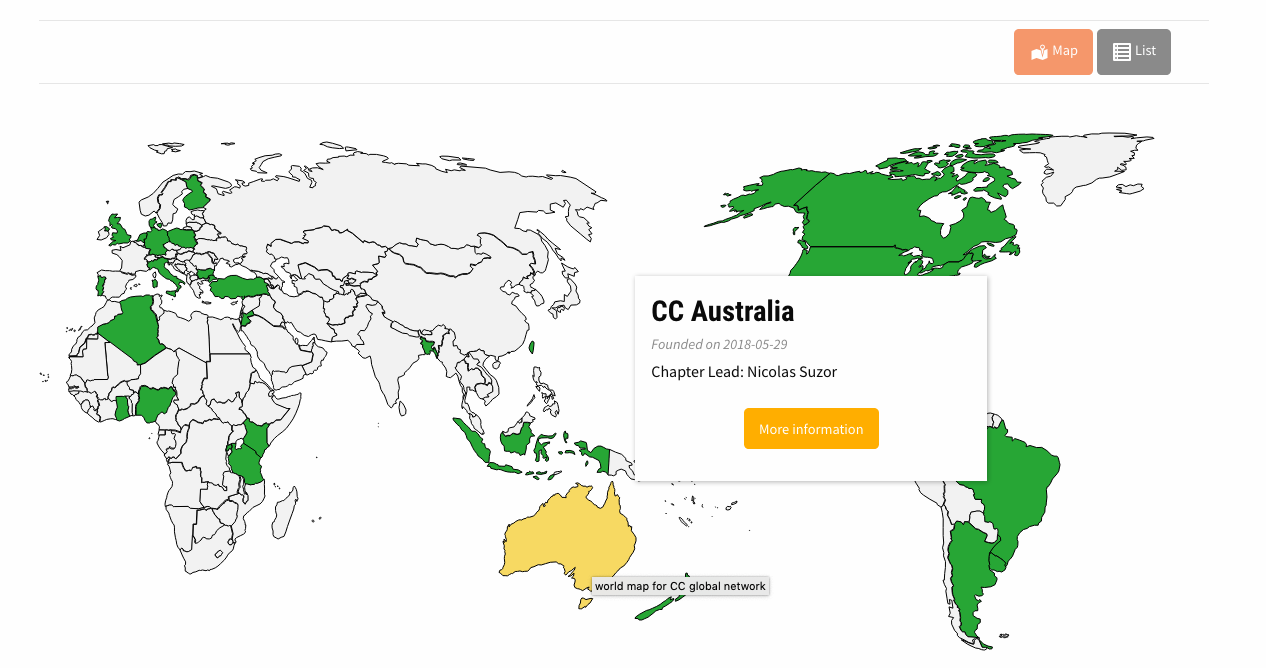 Map
List
CC Australia
Founded on 2018-05-29
Chapter Lead: Nicolas Suzor
More information
world map for CC global network